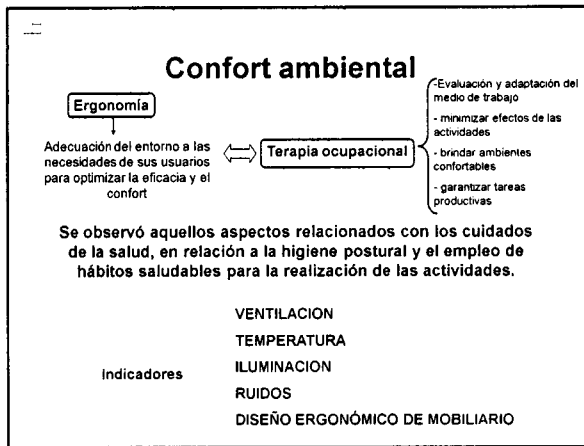 Confort ambiental
Ergonomía
Adecuación del entorno a las
necesidades de sus usuarios
para optimizar la eficacia y el
confort
Terapia ocupacional
-Evaluación y adaptación del
medio de trabajo
- minimizar efectos de las
actividades
- brindar ambientes
confortables
- garantizar tareas
productivas
Se observó aquellos aspectos relacionados con los cuidados
de la salud, en relación a la higiene postural y el empleo de
hábitos saludables para la realización de las actividades.
Indicadores
VENTILACION
TEMPERATURA
ILUMINACION
RUIDOS
DISEÑO ERGONÓMICO DE MOBILIARIO